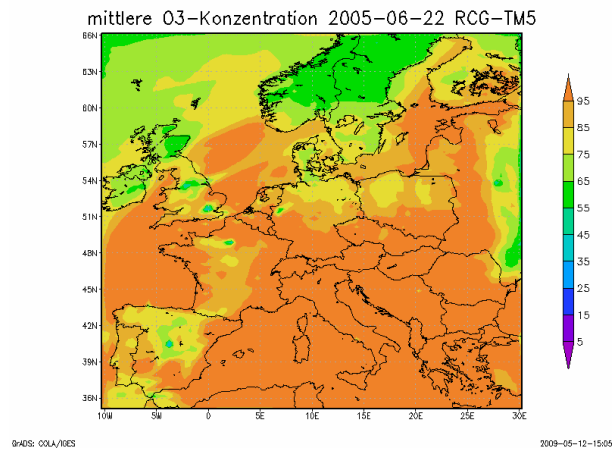 mittlere O3-Konzentration 2005-06-22 RCG-TM5
66N
63N
60N
57N
54N
51N
48N
45N
42N
39N
36N
10W 5W 0 5E 10E 15E 20E 25E 30E
95
85
75
65
55
45
35
25
15
5
GrADS: COLA/IGES
2009-05-12-15:05